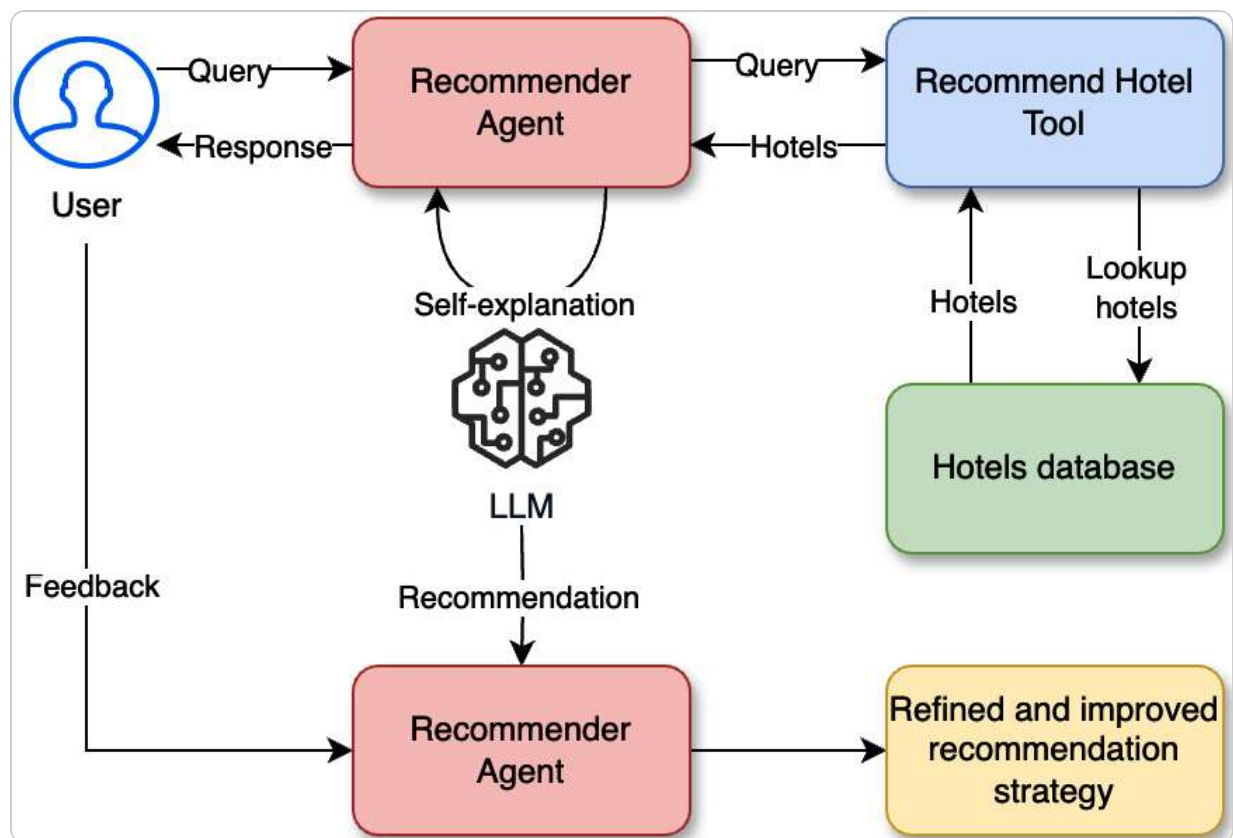 Query
Recommender
Agent
Query
Recommend Hotel
Tool
Response
Hotels
User
Self-explanation
Hotels
Lookup
hotels
LLM
Hotels database
Feedback
Recommendation
Recommender
Agent
Refined and improved
recommendation
strategy